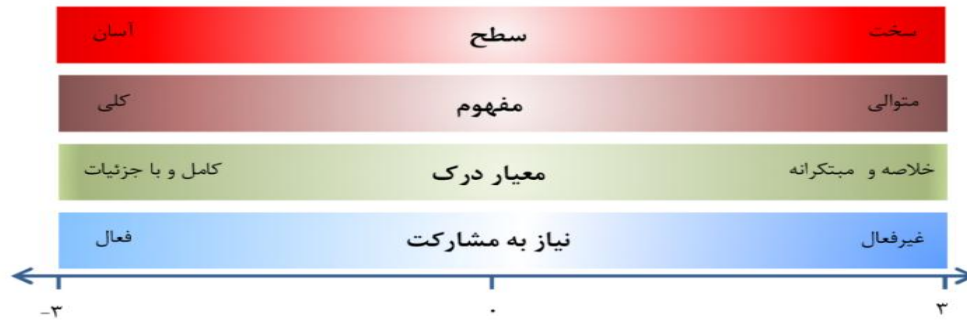 سخت سطح آسان
متوالی مفهوم کلی
خلاصه و مبتکرانه معیار درک کامل و با جزئیات
غیرفعال نیاز به مشارکت فعال
۳ ۰ -۳